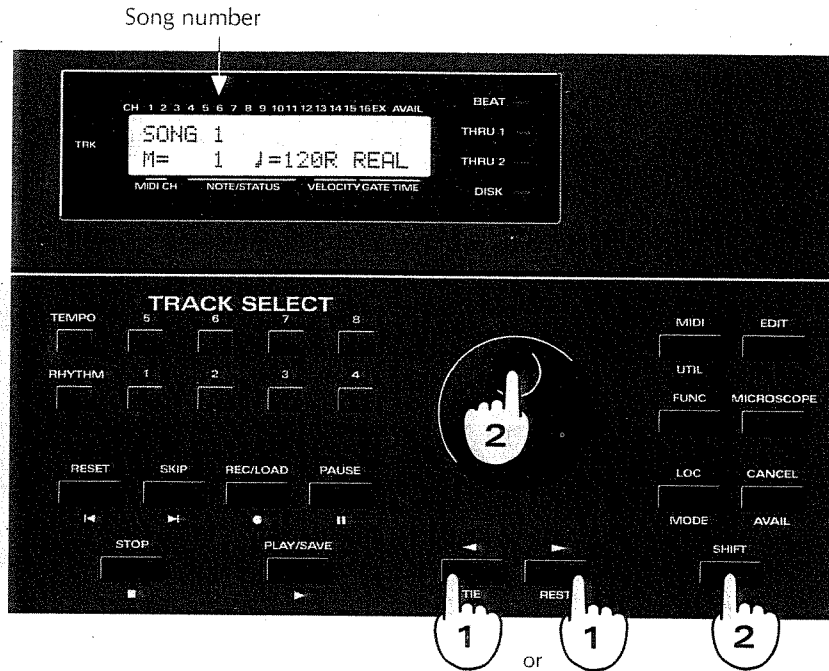 Song number
CH 1 2 3 4 5 6 7 8 9 10 11 12 13 14 15 16 EX AVAIL
TRK
SONG 1
M= 1 ♩=120R REAL
MIDI CH NOTE/STATUS VELOCITY GATE TIME
BEAT
THRU 1
THRU 2
DISK
TRACK SELECT
TEMPO 5 6 7 8
RHYTHM 1 2 3 4
RESET SKIP REC/LOAD PAUSE
STOP PLAY/SAVE
2
TIE REST
1 or 1
MIDI EDIT
UTIL
FUNC MICROSCOPE
LOC CANCEL
MODE AVAIL
SHIFT
2